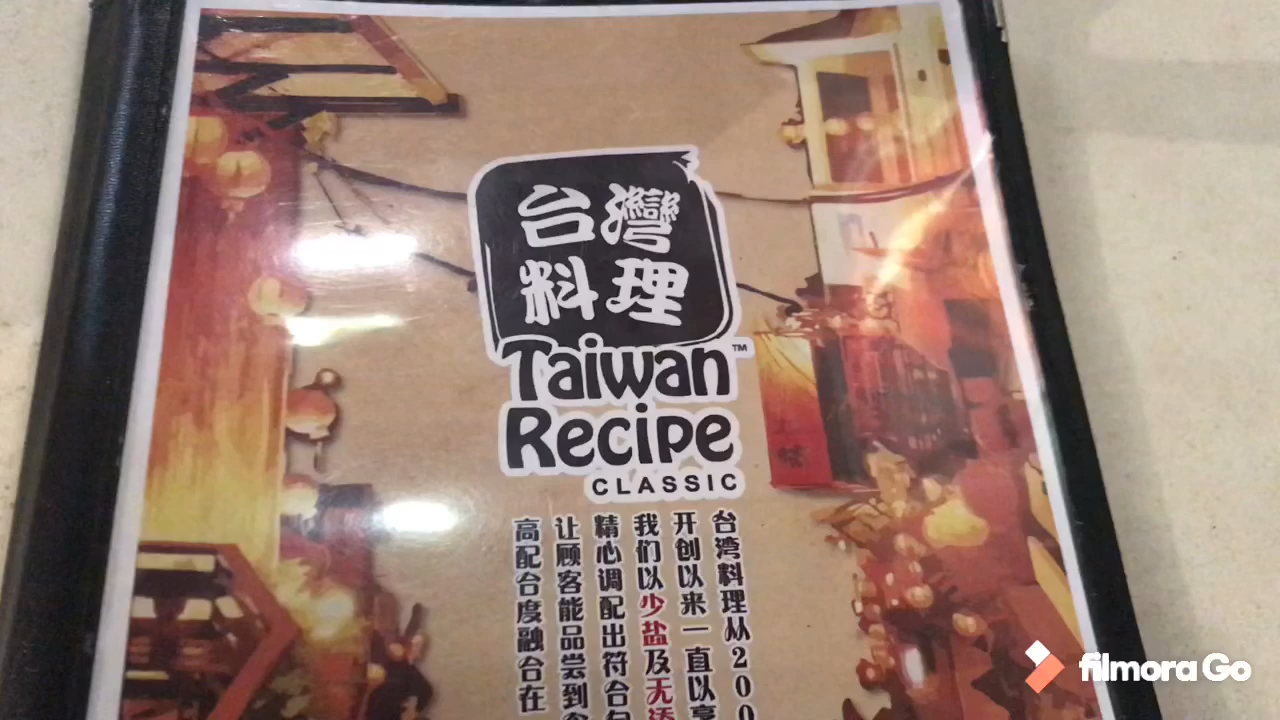 台灣
料理
Taiwan™
Recipe
CLASSIC
台湾料理从200
开创以来一直以享
我们以少盐及无添
精心调配出符合
让顾客能品尝到
高配合度融合在
filmora Go